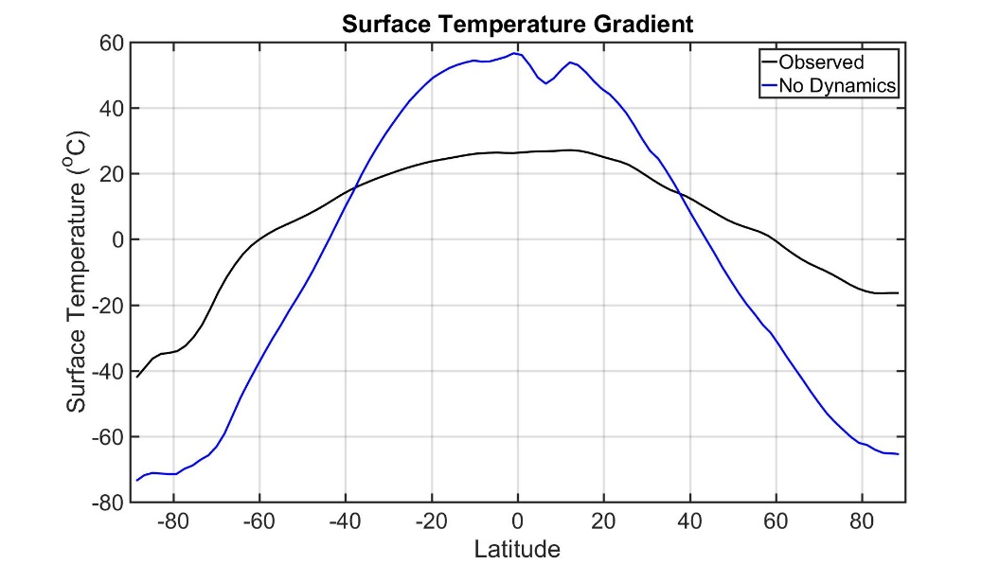 Surface Temperature Gradient
Observed
No Dynamics
60
40
20
0
-20
-40
-60
-80
Surface Temperature (°C)
-80 -60 -40 -20 0 20 40 60 80
Latitude